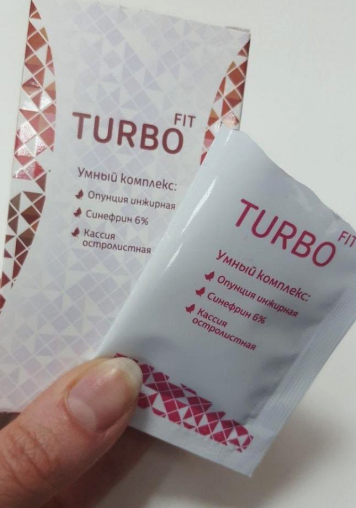 TURBO FIT
Умный комплекс:
Опунция инжирная
Синефрин 6%
Кассия
остролистная
TURBO FIT
Умный комплекс:
Опунция инжирная
Синефрин 6%
Кассия
остролистная